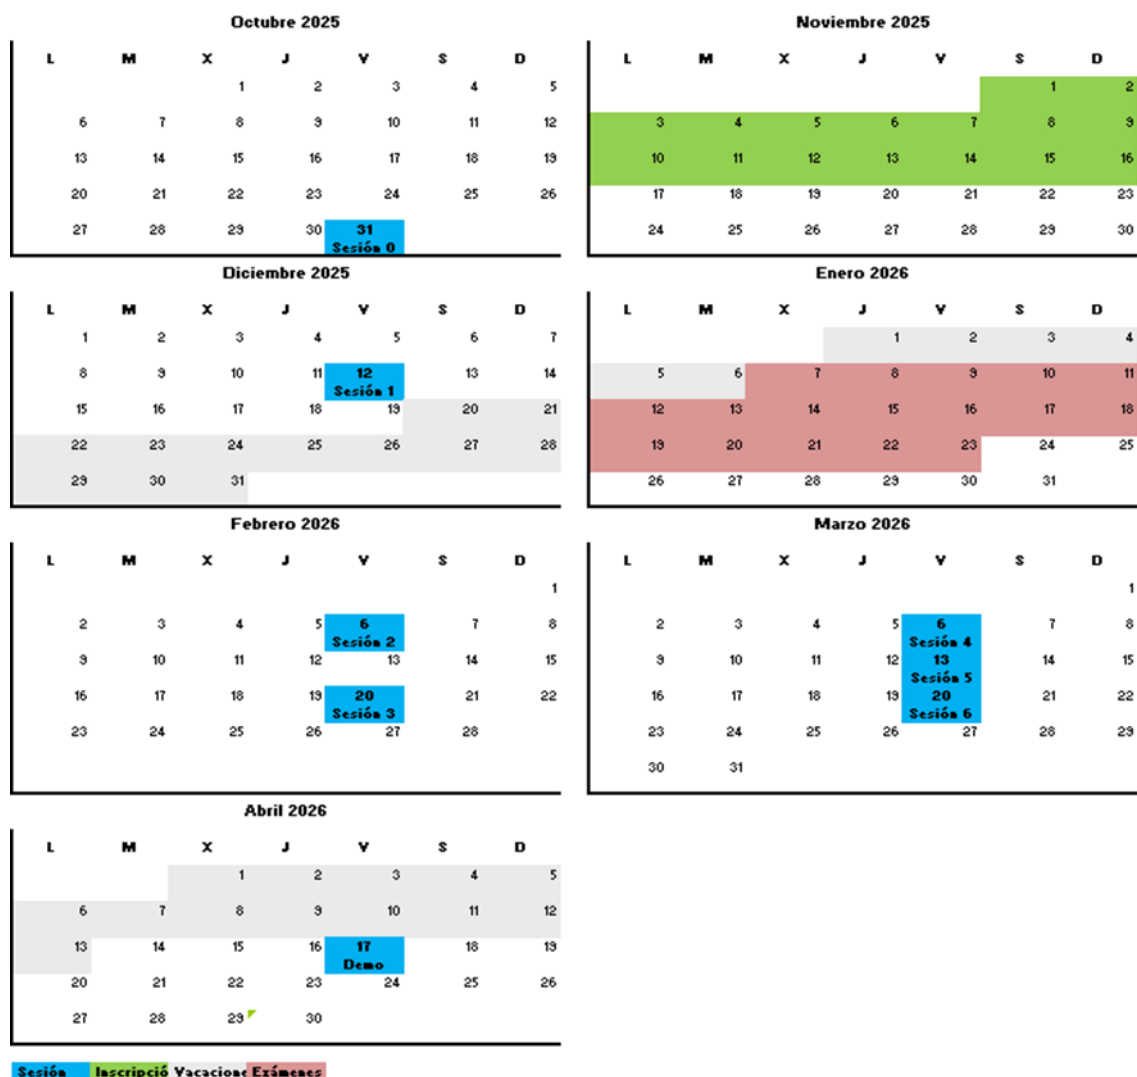 Octubre 2025
L M X J V S D
1 2 3 4 5
6 7 8 9 10 11 12
13 14 15 16 17 18 19
20 21 22 23 24 25 26
27 28 29 30 31
Sesión 0
Noviembre 2025
L M X J V S D
1 2
3 4 5 6 7 8 9
10 11 12 13 14 15 16
17 18 19 20 21 22 23
24 25 26 27 28 29 30
Diciembre 2025
L M X J V S D
1 2 3 4 5 6 7
8 9 10 11 12 13 14
Sesión 1
15 16 17 18 19 20 21
22 23 24 25 26 27 28
29 30 31
Enero 2026
L M X J V S D
1 2 3 4
5 6 7 8 9 10 11
12 13 14 15 16 17 18
19 20 21 22 23 24 25
26 27 28 29 30 31
Febrero 2026
L M X J V S D
1
2 3 4 5 6 7 8
Sesión 2
9 10 11 12 13 14 15
16 17 18 19 20 21 22
Sesión 3
23 24 25 26 27 28
Marzo 2026
L M X J V S D
1
2 3 4 5 6 7 8
Sesión 4
9 10 11 12 13 14 15
Sesión 5
16 17 18 19 20 21 22
Sesión 6
23 24 25 26 27 28 29
30 31
Abril 2026
L M X J V S D
1 2 3 4 5
6 7 8 9 10 11 12
13 14 15 16 17 18 19
Demo
20 21 22 23 24 25 26
27 28 29 30
Sesión Inscripció Vacacione Exámenes